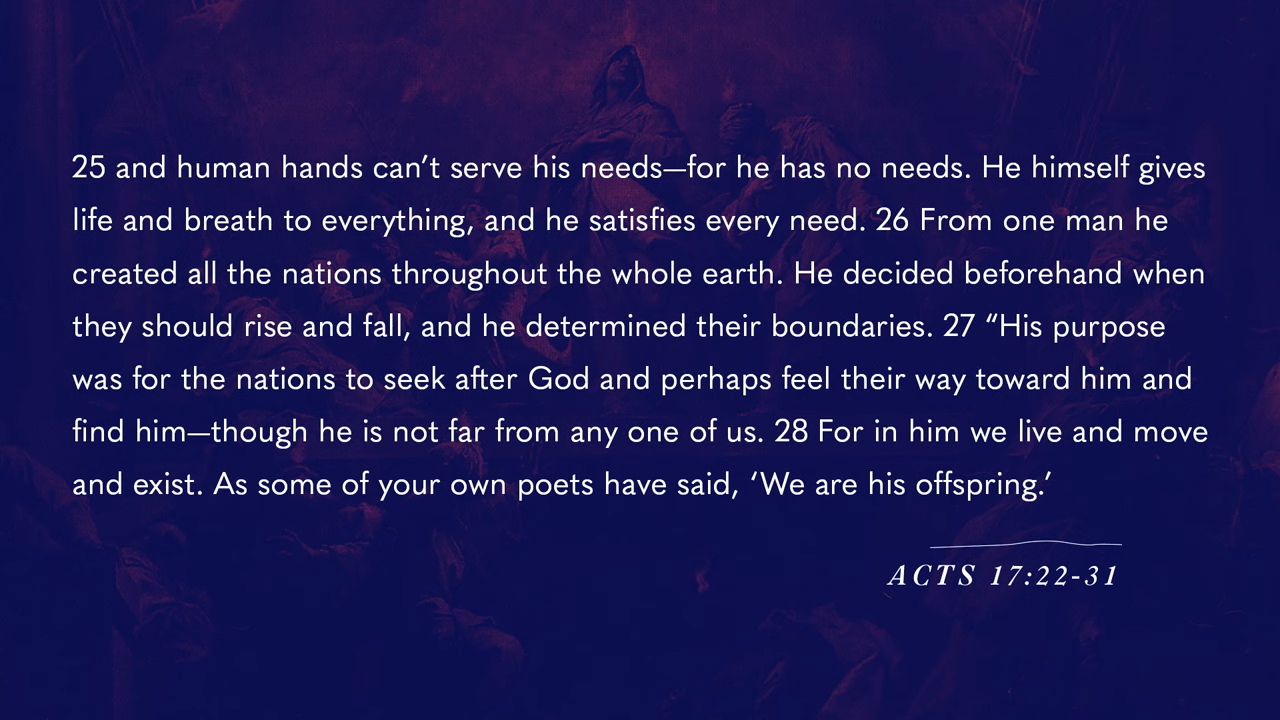 25 and human hands can’t serve his needs—for he has no needs. He himself gives
life and breath to everything, and he satisfies every need. 26 From one man he
created all the nations throughout the whole earth. He decided beforehand when
they should rise and fall, and he determined their boundaries. 27 “His purpose
was for the nations to seek after God and perhaps feel their way toward him and
find him—though he is not far from any one of us. 28 For in him we live and move
and exist. As some of your own poets have said, ‘We are his offspring.’
ACTS 17:22-31